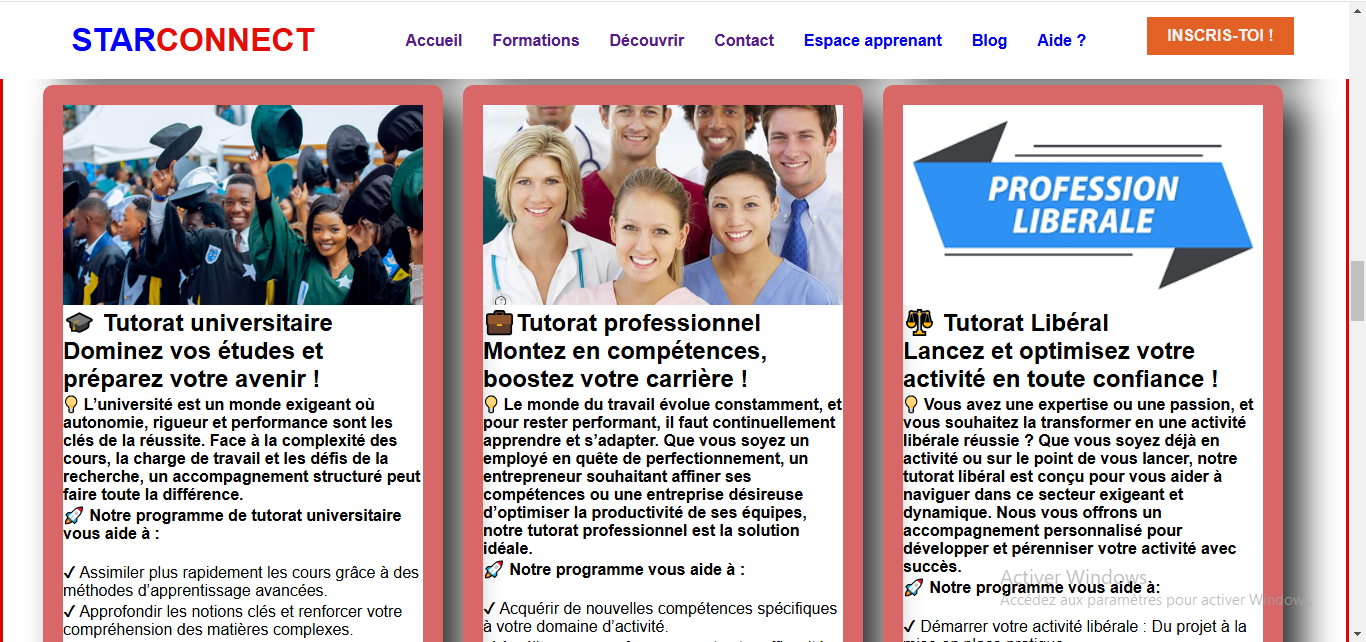 STARCONNECT
Accueil Formations Découvrir Contact Espace apprenant Blog Aide ?
INSCRIS-TOI !
🎓 Tutorat universitaire
Dominez vos études et
préparez votre avenir !
💡 L’université est un monde exigeant où
autonomie, rigueur et performance sont les
clés de la réussite. Face à la complexité des
cours, la charge de travail et les défis de la
recherche, un accompagnement structuré peut
faire toute la différence.
🚀 Notre programme de tutorat universitaire
vous aide à :
✔ Assimiler plus rapidement les cours grâce à des
méthodes d’apprentissage avancées.
✔ Approfondir les notions clés et renforcer votre
compréhension des matières complexes.
💼Tutorat professionnel
Montez en compétences,
boostez votre carrière !
💡 Le monde du travail évolue constamment, et
pour rester performant, il faut continuellement
apprendre et s’adapter. Que vous soyez un
employé en quête de perfectionnement, un
entrepreneur souhaitant affiner ses
compétences ou une entreprise désireuse
d’optimiser la productivité de ses équipes,
notre tutorat professionnel est la solution
idéale.
🚀 Notre programme vous aide à :
✔ Acquérir de nouvelles compétences spécifiques
à votre domaine d’activité.
PROFESSION
LIBERALE
⚖ Tutorat Libéral
Lancez et optimisez votre
activité en toute confiance !
💡 Vous avez une expertise ou une passion, et
vous souhaitez la transformer en une activité
libérale réussie ? Que vous soyez déjà en
activité ou sur le point de vous lancer, notre
tutorat libéral est conçu pour vous aider à
naviguer dans ce secteur exigeant et
dynamique. Nous vous offrons un
accompagnement personnalisé pour
développer et pérenniser votre activité avec
succès.
🚀 Notre programme vous aide à:
✔ Démarrer votre activité libérale : Du projet à la
Activer Windows
Accédez aux paramètres pour activer Windows.